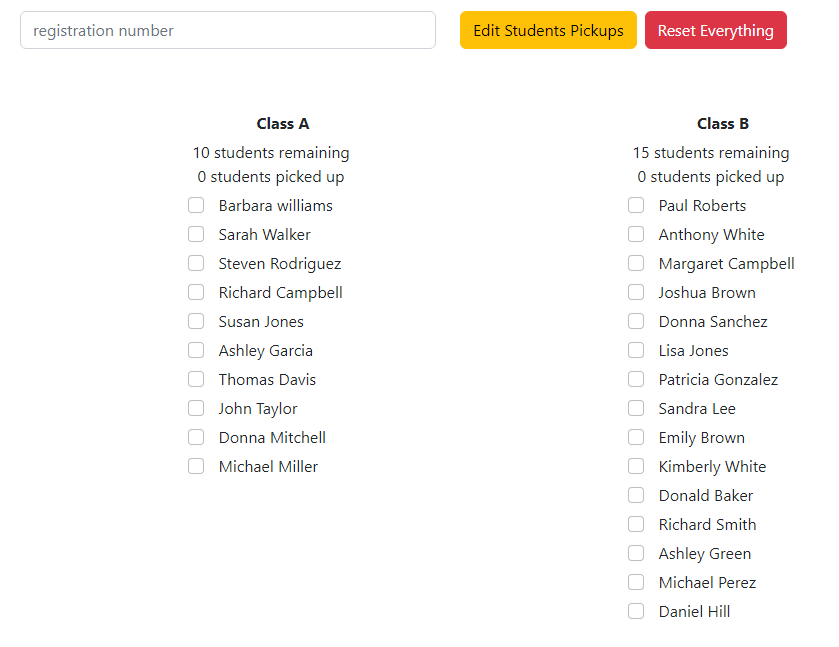 registration number
Edit Students Pickups
Reset Everything
Class A
10 students remaining
0 students picked up
Barbara williams
Sarah Walker
Steven Rodriguez
Richard Campbell
Susan Jones
Ashley Garcia
Thomas Davis
John Taylor
Donna Mitchell
Michael Miller
Class B
15 students remaining
0 students picked up
Paul Roberts
Anthony White
Margaret Campbell
Joshua Brown
Donna Sanchez
Lisa Jones
Patricia Gonzalez
Sandra Lee
Emily Brown
Kimberly White
Donald Baker
Richard Smith
Ashley Green
Michael Perez
Daniel Hill